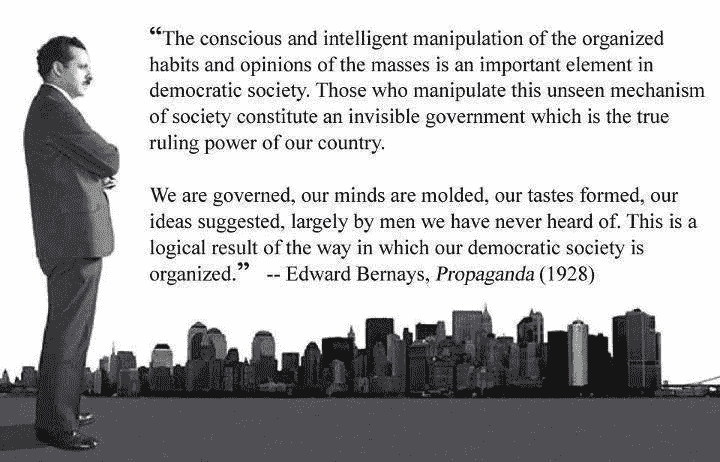 “The conscious and intelligent manipulation of the organized
habits and opinions of the masses is an important element in
democratic society. Those who manipulate this unseen mechanism
of society constitute an invisible government which is the true
ruling power of our country.
We are governed, our minds are molded, our tastes formed, our
ideas suggested, largely by men we have never heard of. This is a
logical result of the way in which our democratic society is
organized.” -- Edward Bernays, Propaganda (1928)